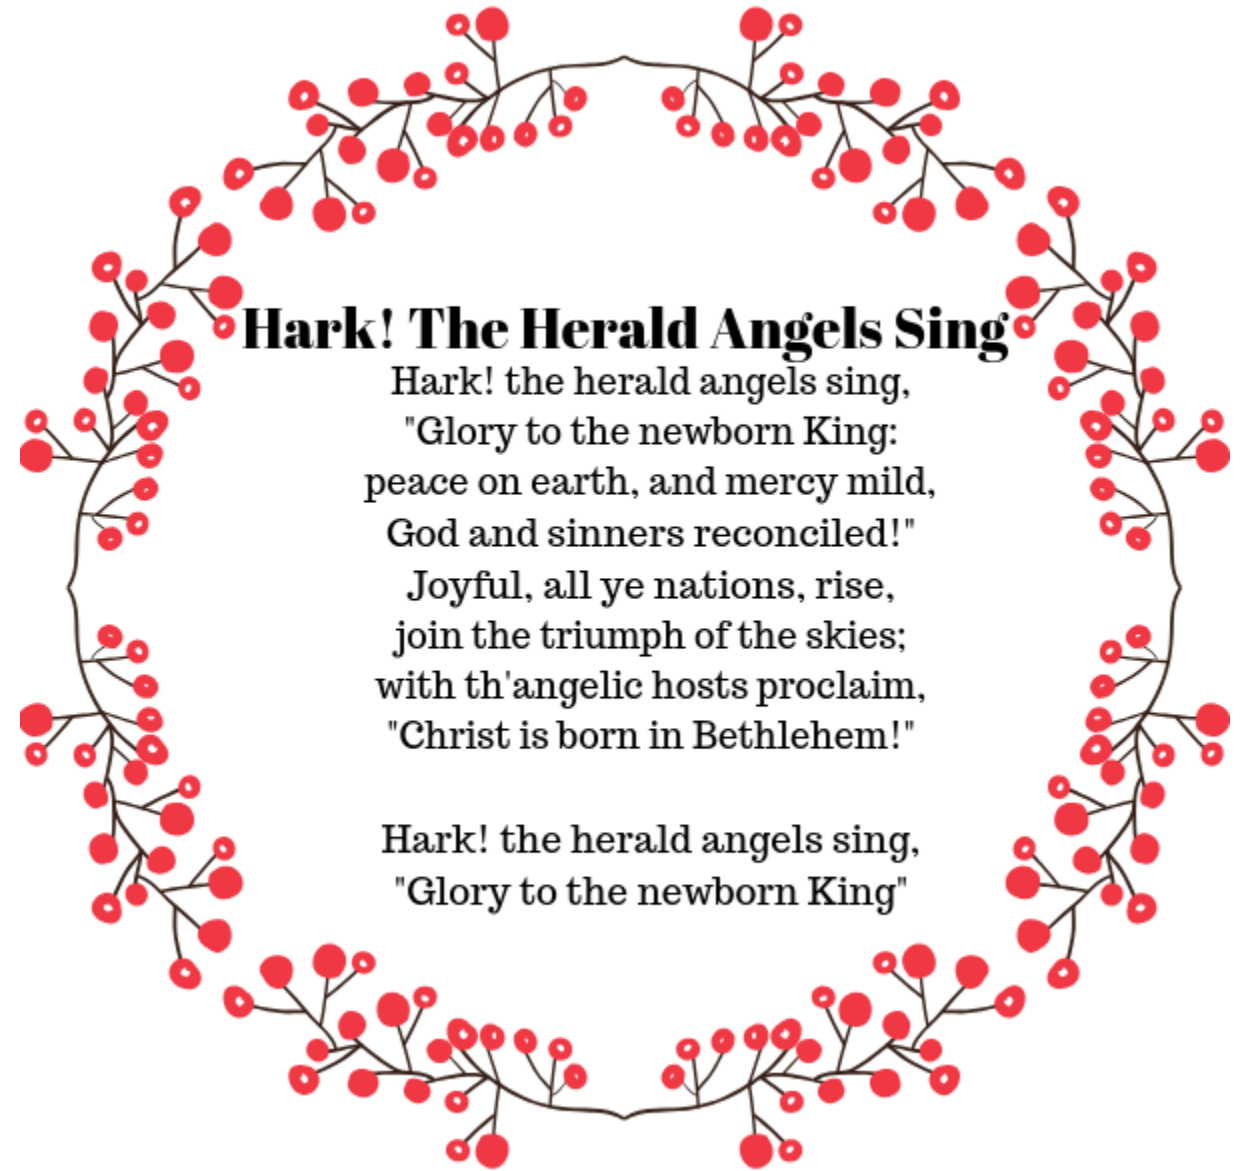 Hark! The Herald Angels Sing
Hark! the herald angels sing,
"Glory to the newborn King:
peace on earth, and mercy mild,
God and sinners reconciled!"
Joyful, all ye nations, rise,
join the triumph of the skies;
with th'angelic hosts proclaim,
"Christ is born in Bethlehem!"
Hark! the herald angels sing,
"Glory to the newborn King"